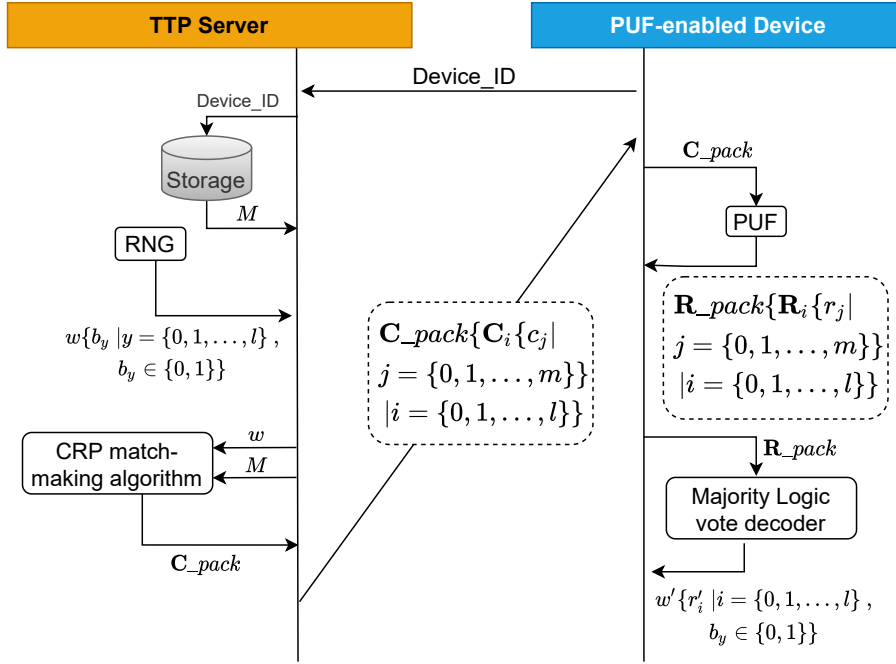 TTP Server
PUF-enabled Device
Device_ID
Device_ID
Storage
M
RNG
w{b_y |y = {0, 1, …, l} ,
b_y ∈ {0, 1}}
CRP match-
making algorithm
w
M
C_pack
C_pack{C_i{c_j|
j = {0, 1, …, m}}
|i = {0, 1, …, l}}
C_pack
PUF
R_pack{R_i{r_j|
j = {0, 1, …, m}}
|i = {0, 1, …, l}}
R_pack
Majority Logic
vote decoder
w′{r′_i |i = {0, 1, …, l} ,
b_y ∈ {0, 1}}